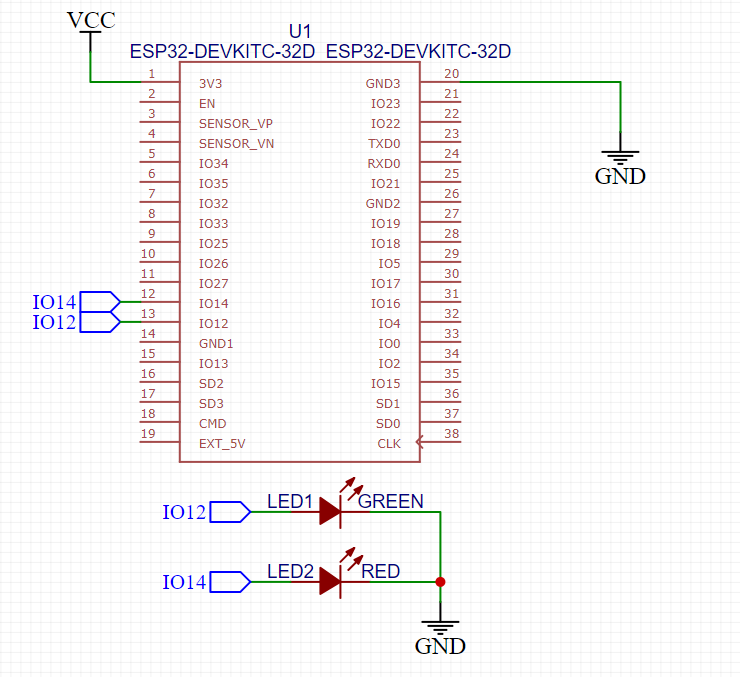 VCC
U1
ESP32-DEVKITC-32D ESP32-DEVKITC-32D
1 3V3 GND3 20
2 EN IO23 21
3 SENSOR_VP IO22 22
4 SENSOR_VN TXD0 23
5 IO34 RXD0 24
6 IO35 IO21 25
7 IO32 GND2 26
8 IO33 IO19 27
9 IO25 IO18 28
10 IO26 IO5 29
11 IO27 IO17 30
IO14 12 IO14 IO16 31
IO12 13 IO12 IO4 32
14 GND1 IO0 33
15 IO13 IO2 34
16 SD2 IO15 35
17 SD3 SD1 36
18 CMD SD0 37
19 EXT_5V CLK 38
GND
IO12 LED1 GREEN
IO14 LED2 RED
GND